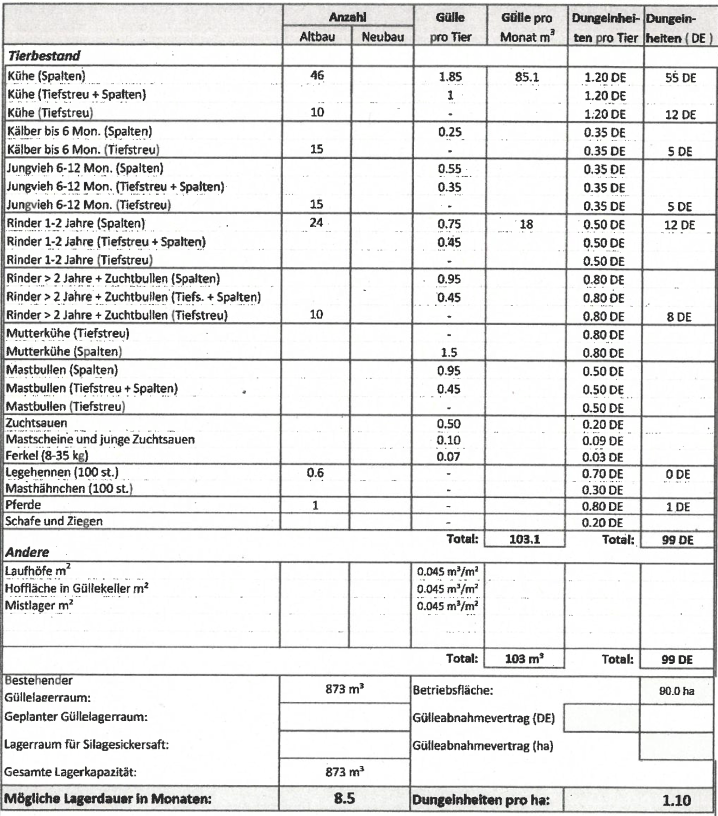 Anzahl Gülle Gülle pro Dungeinhei- Dungein-
Altbau Neubau pro Tier Monat m³ ten pro Tier heiten ( DE )
Tierbestand
Kühe (Spalten) 46 1.85 85.1 1.20 DE 55 DE
Kühe (Tiefstreu + Spalten) 1 1.20 DE
Kühe (Tiefstreu) 10 - 1.20 DE 12 DE
Kälber bis 6 Mon. (Spalten) 0.25 0.35 DE
Kälber bis 6 Mon. (Tiefstreu) 15 - 0.35 DE 5 DE
Jungvieh 6-12 Mon. (Spalten) 0.55 0.35 DE
Jungvieh 6-12 Mon. (Tiefstreu + Spalten) 0.35 0.35 DE
Jungvieh 6-12 Mon. (Tiefstreu) 15 - 0.35 DE 5 DE
Rinder 1-2 Jahre (Spalten) 24 0.75 18 0.50 DE 12 DE
Rinder 1-2 Jahre (Tiefstreu + Spalten) 0.45 0.50 DE
Rinder 1-2 Jahre (Tiefstreu) - 0.50 DE
Rinder > 2 Jahre + Zuchtbullen (Spalten) 0.95 0.80 DE
Rinder > 2 Jahre + Zuchtbullen (Tiefs. + Spalten) 0.45 0.80 DE
Rinder > 2 Jahre + Zuchtbullen (Tiefstreu) 10 - 0.80 DE 8 DE
Mutterkühe (Tiefstreu) - 0.80 DE
Mutterkühe (Spalten) 1.5 0.80 DE
Mastbullen (Spalten) 0.95 0.50 DE
Mastbullen (Tiefstreu + Spalten) 0.45 0.50 DE
Mastbullen (Tiefstreu) - 0.50 DE
Zuchtsauen 0.50 0.20 DE
Mastscheine und junge Zuchtsauen 0.10 0.09 DE
Ferkel (8-35 kg) 0.07 0.03 DE
Legehennen (100 st.) 0.6 - 0.70 DE 0 DE
Masthähnchen (100 st.) - 0.30 DE
Pferde 1 - 0.80 DE 1 DE
Schafe und Ziegen - 0.20 DE
Total: 103.1 Total: 99 DE
Andere
Laufhöfe m² 0.045 m³/m²
Hoffläche in Güllekeller m² 0.045 m³/m²
Mistlager m² 0.045 m³/m²
Total: 103 m³ Total: 99 DE
Bestehender
Güllelagerraum: 873 m³ Betriebsfläche: 90.0 ha
Geplanter Güllelagerraum: Gülleabnahmevertrag (DE)
Lagerraum für Silagesickersaft: Gülleabnahmevertrag (ha)
Gesamte Lagerkapazität: 873 m³
Mögliche Lagerdauer in Monaten: 8.5 Dungeinheiten pro ha: 1.10